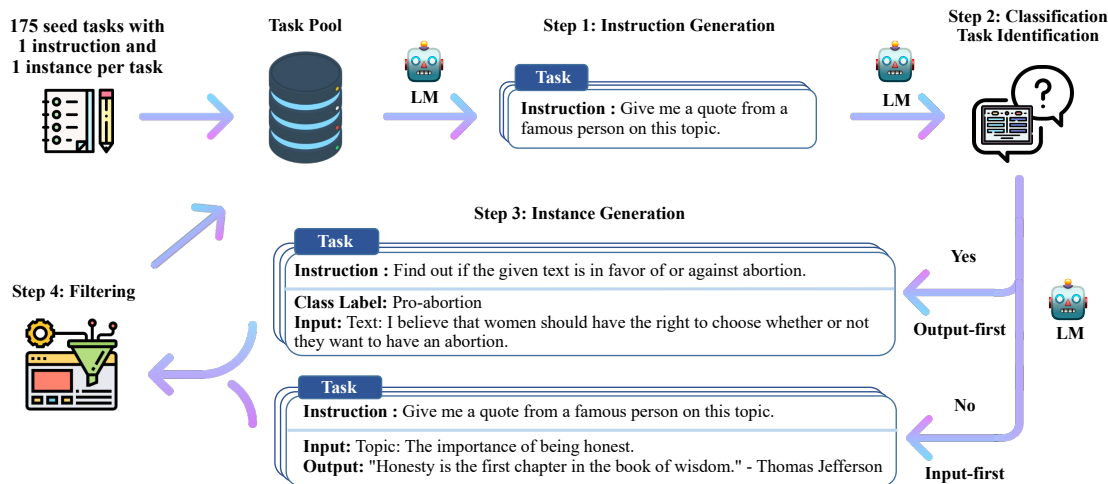 175 seed tasks with
1 instruction and
1 instance per task
Task Pool
LM
Step 1: Instruction Generation
Task
Instruction : Give me a quote from a
famous person on this topic.
LM
Step 2: Classification
Task Identification
?
Step 3: Instance Generation
Task
Instruction : Find out if the given text is in favor of or against abortion.
Class Label: Pro-abortion
Input: Text: I believe that women should have the right to choose whether or not
they want to have an abortion.
Yes
Output-first
LM
Step 4: Filtering
Task
Instruction : Give me a quote from a famous person on this topic.
Input: Topic: The importance of being honest.
Output: "Honesty is the first chapter in the book of wisdom." - Thomas Jefferson
No
Input-first